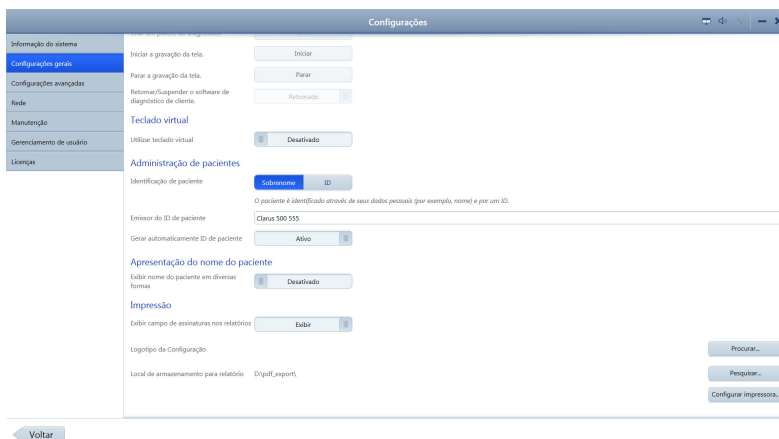 Configurações
Informação do sistema
Configurações gerais
Configurações avançadas
Rede
Manutenção
Gerenciamento de usuário
Licenças
Iniciar a gravação da tela.
Iniciar
Parar a gravação da tela.
Parar
Retomar/Suspender o software de
diagnóstico de cliente.
Retomado
Teclado virtual
Utilizar teclado virtual
Desativado
Administração de pacientes
Identificação de paciente
Sobrenome
ID
O paciente é identificado através de seus dados pessoais (por exemplo, nome) e por um ID.
Emissor do ID de paciente
Clarus 500 555
Gerar automaticamente ID de paciente
Ativo
Apresentação do nome do paciente
Exibir nome do paciente em diversas
formas
Desativado
Impressão
Exibir campo de assinaturas nos relatórios
Exibir
Logotipo da Configuração
Procurar...
Local de armazenamento para relatório
D:\pdf_export\
Pesquisar...
Configurar impressora...
Voltar